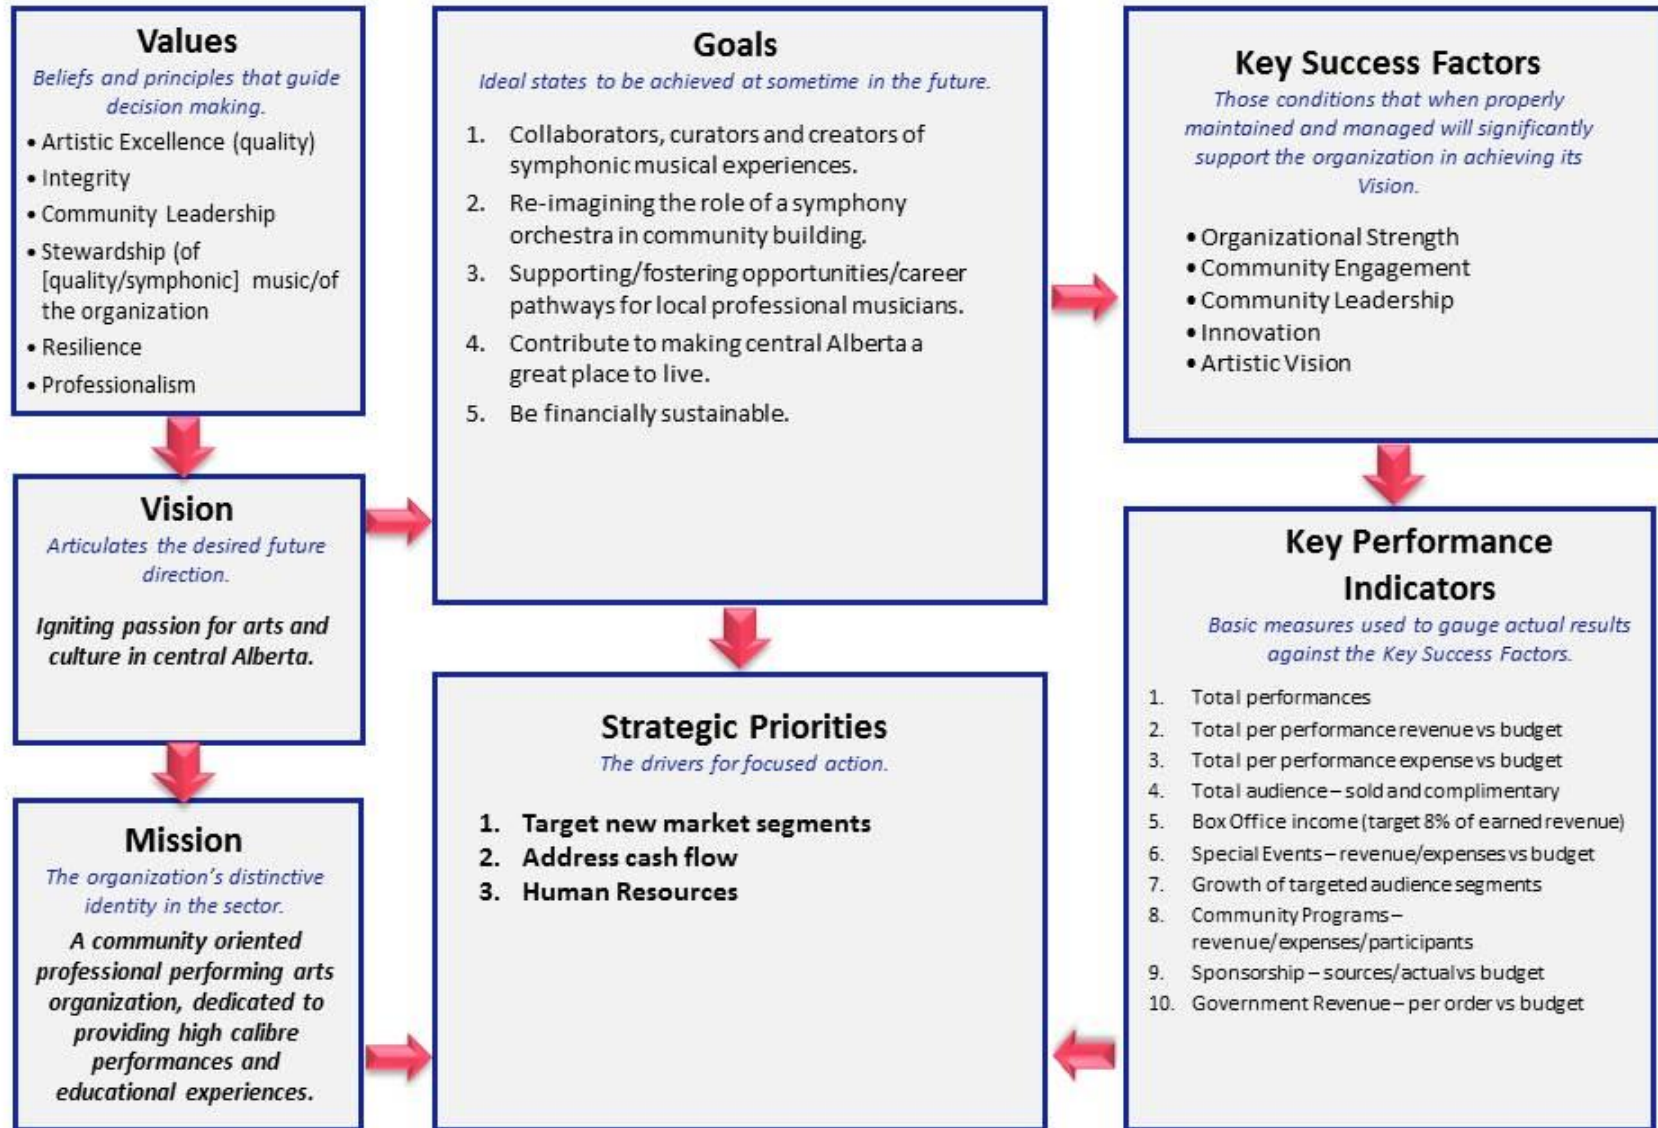 Values
Beliefs and principles that guide
decision making.
• Artistic Excellence (quality)
• Integrity
• Community Leadership
• Stewardship (of
[quality/symphonic] music/of
the organization
• Resilience
• Professionalism
Vision
Articulates the desired future
direction.
Igniting passion for arts and
culture in central Alberta.
Mission
The organization's distinctive
identity in the sector.
A community oriented
professional performing arts
organization, dedicated to
providing high calibre
performances and
educational experiences.
Goals
Ideal states to be achieved at sometime in the future.
1. Collaborators, curators and creators of
symphonic musical experiences.
2. Re-imagining the role of a symphony
orchestra in community building.
3. Supporting/fostering opportunities/career
pathways for local professional musicians.
4. Contribute to making central Alberta a
great place to live.
5. Be financially sustainable.
Strategic Priorities
The drivers for focused action.
1. Target new market segments
2. Address cash flow
3. Human Resources
Key Success Factors
Those conditions that when properly
maintained and managed will significantly
support the organization in achieving its
Vision.
• Organizational Strength
• Community Engagement
• Community Leadership
• Innovation
• Artistic Vision
Key Performance
Indicators
Basic measures used to gauge actual results
against the Key Success Factors.
1. Total performances
2. Total per performance revenue vs budget
3. Total per performance expense vs budget
4. Total audience – sold and complimentary
5. Box Office income (target 8% of earned revenue)
6. Special Events – revenue/expenses vs budget
7. Growth of targeted audience segments
8. Community Programs –
revenue/expenses/participants
9. Sponsorship – sources/actual vs budget
10. Government Revenue – per order vs budget